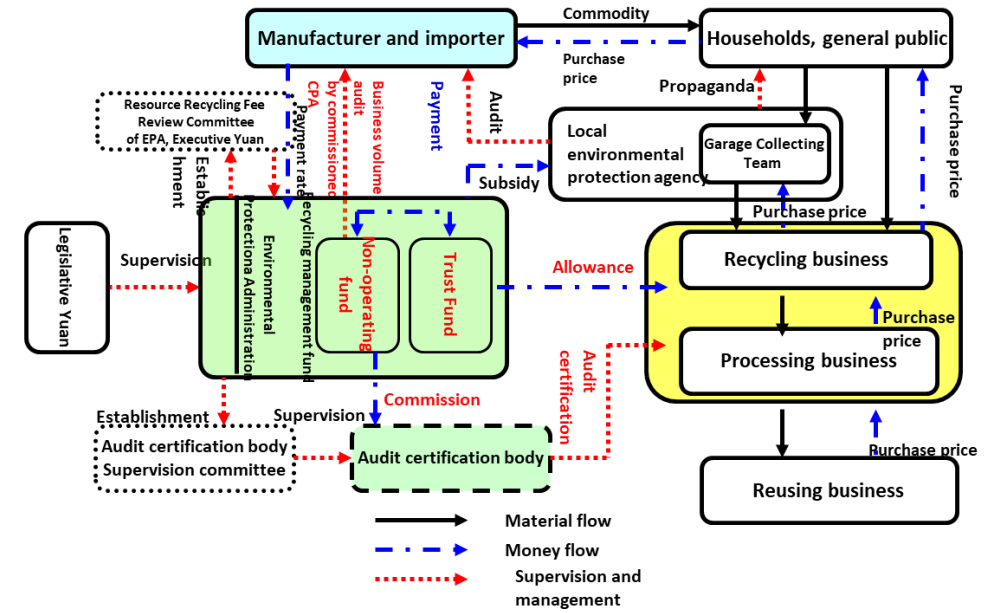 Commodity
Manufacturer and importer
Households, general public
Purchase
price
Propaganda
Resource Recycling Fee
Review Committee
of EPA, Executive Yuan
Payment rate
Business volume
audit
by commissioned
CPA
Payment
Audit
Local
environmental
protection agency
Garage Collecting
Team
Purchase price
Establis
hment
Subsidy
Purchase price
Legislative Yuan
Supervision
Environmental
Protectiona Administration
Recycling management fund
Non-operating
fund
Trust Fund
Allowance
Recycling business
Purchase
price
Processing business
Audit
certification
Establishment
Supervision
Commission
Audit certification body
Supervision committee
Audit certification body
Purchase price
Reusing business
Material flow
Money flow
Supervision and
management